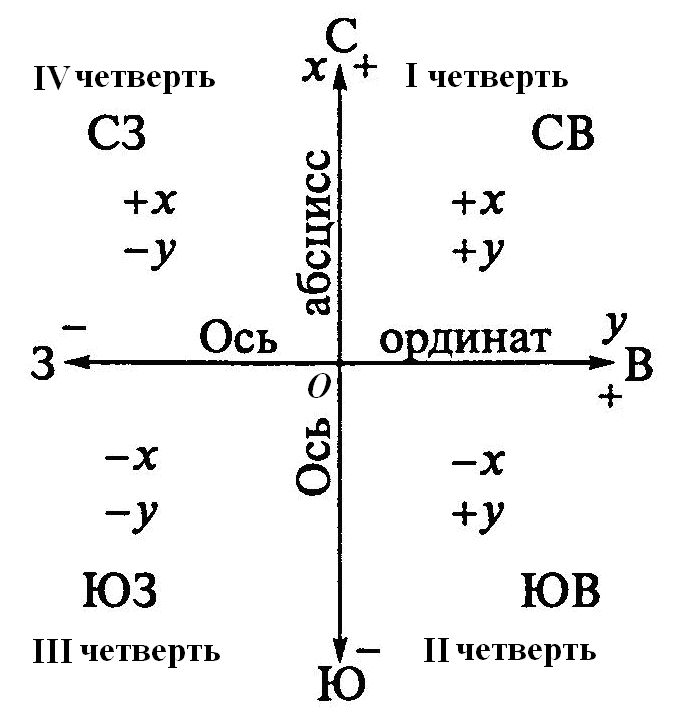 С
x +
IV четверть
I четверть
СЗ
СВ
+x
−y
+x
+y
Ось абсцисс
Ось ординат
−
З
y
В
+
O
−x
−y
−x
+y
ЮЗ
ЮВ
III четверть
II четверть
−
Ю